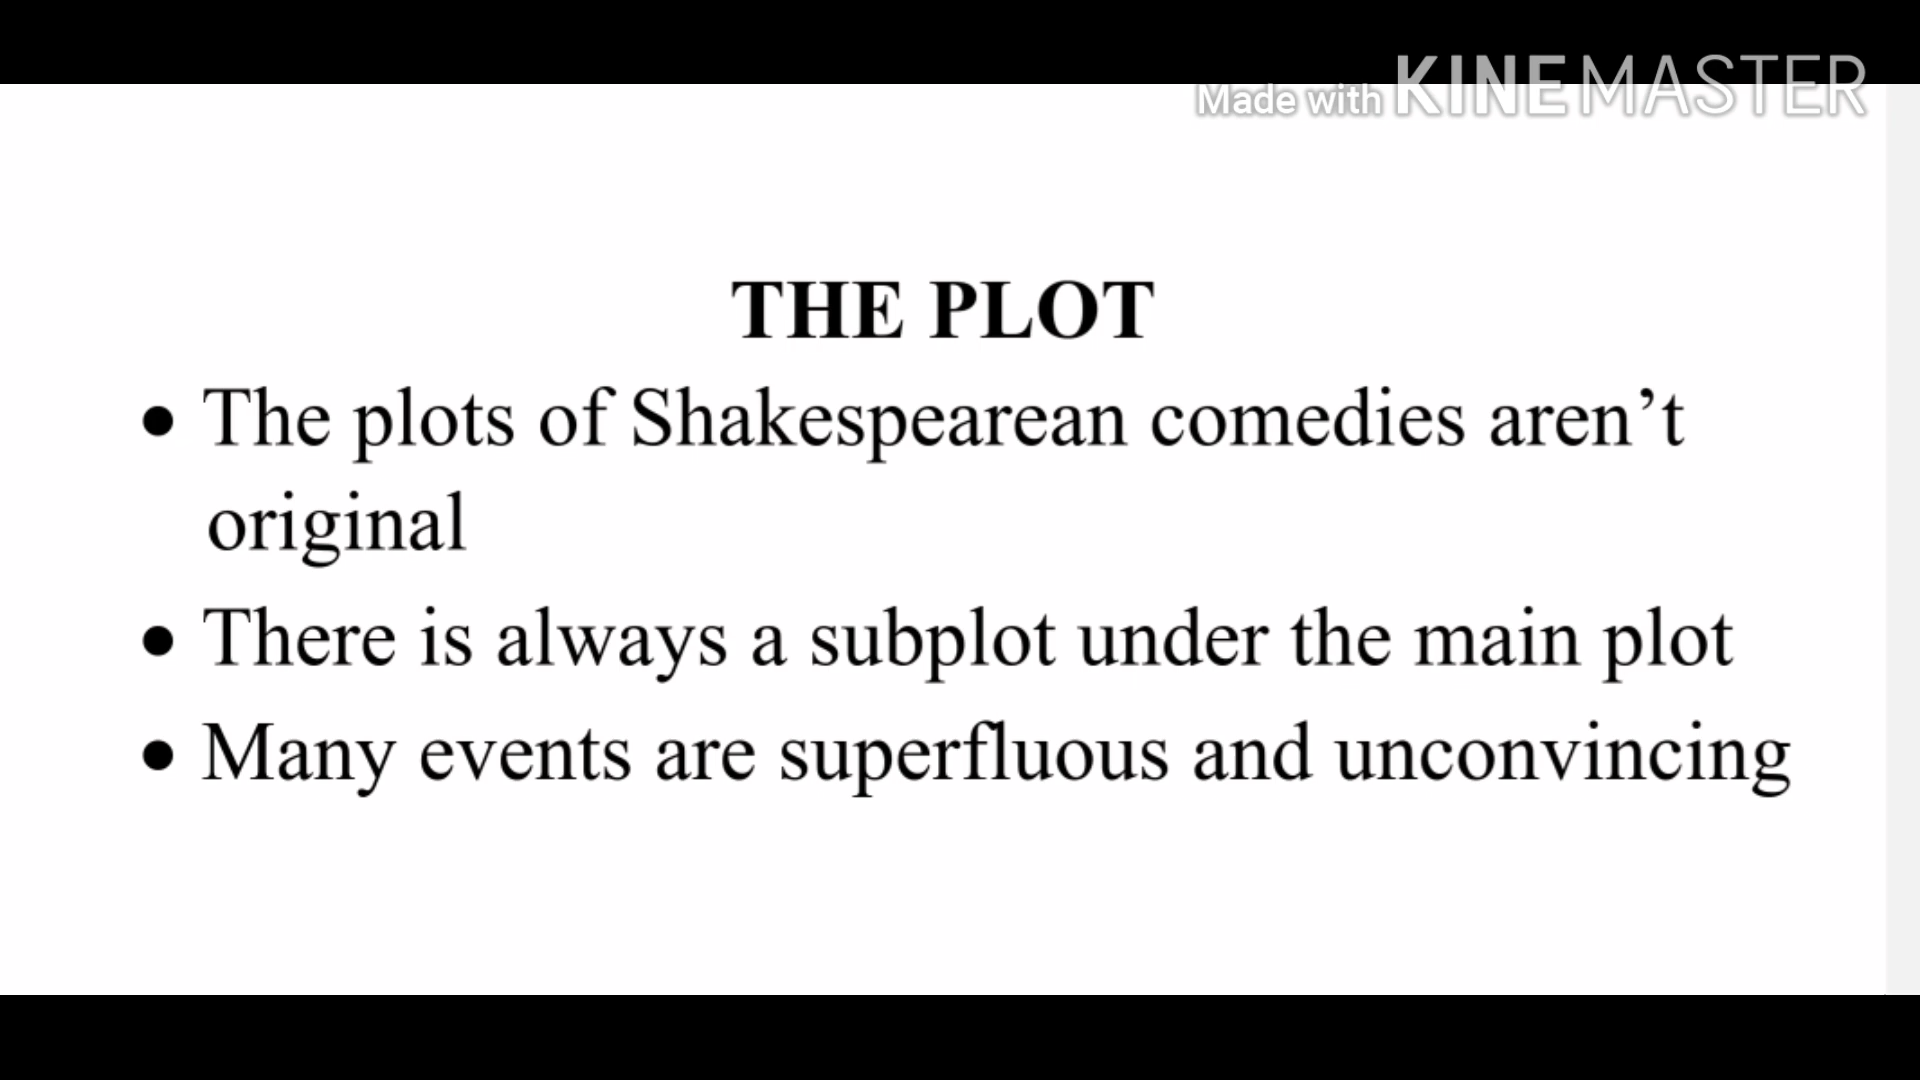 Made with KINEMASTER
THE PLOT
• The plots of Shakespearean comedies aren’t
original
• There is always a subplot under the main plot
• Many events are superfluous and unconvincing